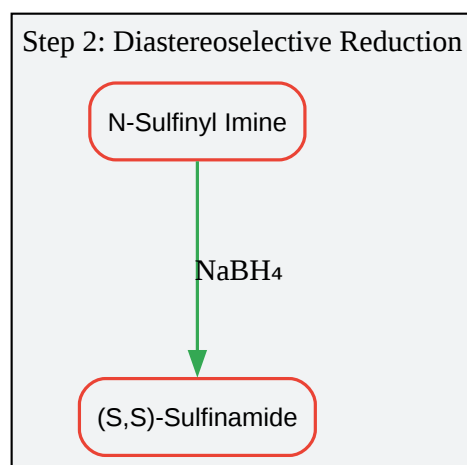 Step 2: Diastereoselective Reduction
N-Sulfinyl Imine
NaBH₄
(S,S)-Sulfinamide